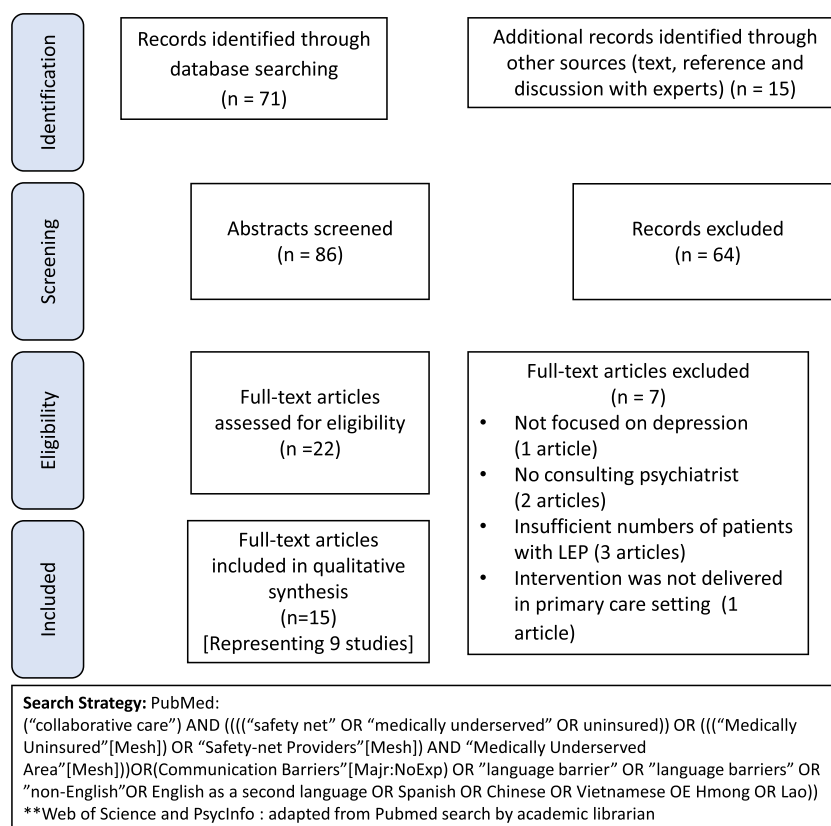 Identification
Records identified through
database searching
(n = 71)
Additional records identified through
other sources (text, reference and
discussion with experts) (n = 15)
Screening
Abstracts screened
(n = 86)
Records excluded
(n = 64)
Eligibility
Full-text articles
assessed for eligibility
(n =22)
Full-text articles excluded
(n = 7)
• Not focused on depression
(1 article)
• No consulting psychiatrist
(2 articles)
• Insufficient numbers of patients
with LEP (3 articles)
• Intervention was not delivered
in primary care setting (1
article)
Included
Full-text articles
included in qualitative
synthesis
(n=15)
[Representing 9 studies]
Search Strategy: PubMed:
(“collaborative care”) AND ((((“safety net” OR “medically underserved” OR uninsured)) OR (((“Medically
Uninsured”[Mesh]) OR “Safety-net Providers”[Mesh]) AND “Medically Underserved
Area”[Mesh]))OR(Communication Barriers”[Majr:NoExp) OR ”language barrier” OR ”language barriers” OR
”non-English”OR English as a second language OR Spanish OR Chinese OR Vietnamese OE Hmong OR Lao))
**Web of Science and PsycInfo : adapted from Pubmed search by academic librarian